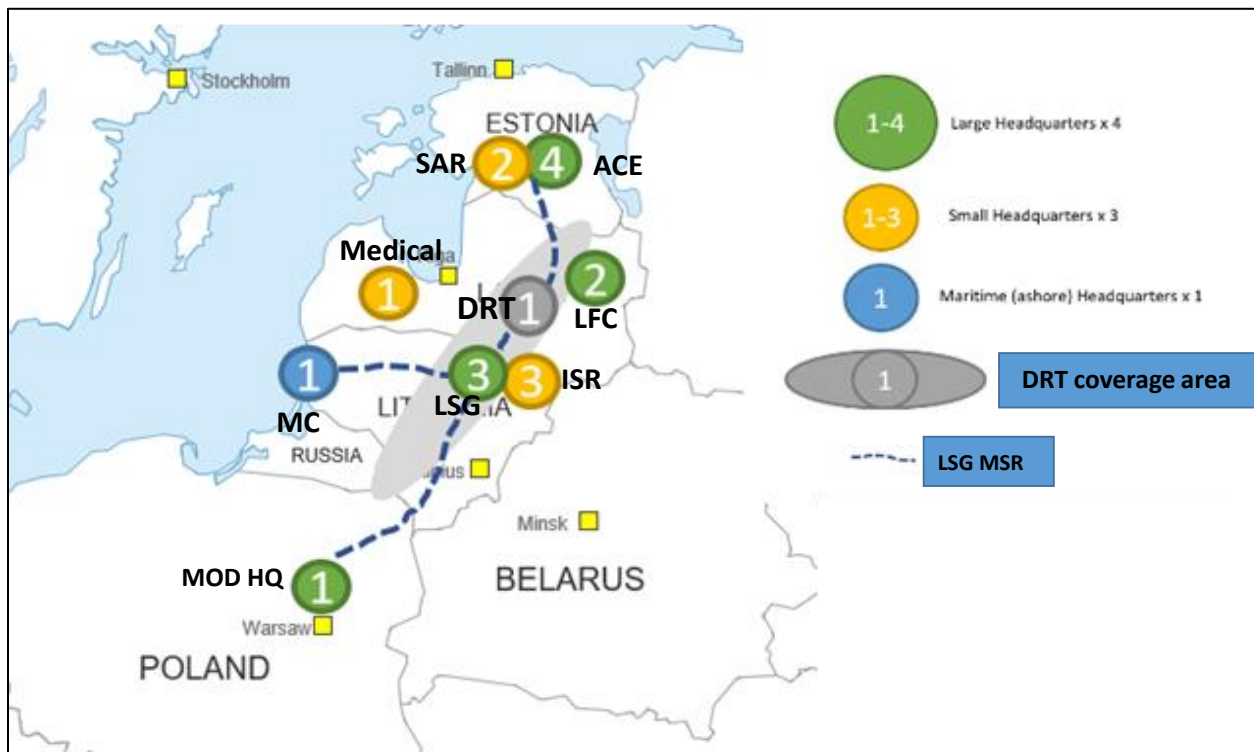 Stockholm
Tallinn
ESTONIA
SAR
2
4
ACE
Medical
1
DRT
1
2
LFC
1
3
3
ISR
MC
LSG
RUSSIA
Minsk
MOD HQ
1
BELARUS
Warsaw
POLAND
1-4
Large Headquarters x 4
1-3
Small Headquarters x 3
1
Maritime (ashore) Headquarters x 1
1
DRT coverage area
LSG MSR